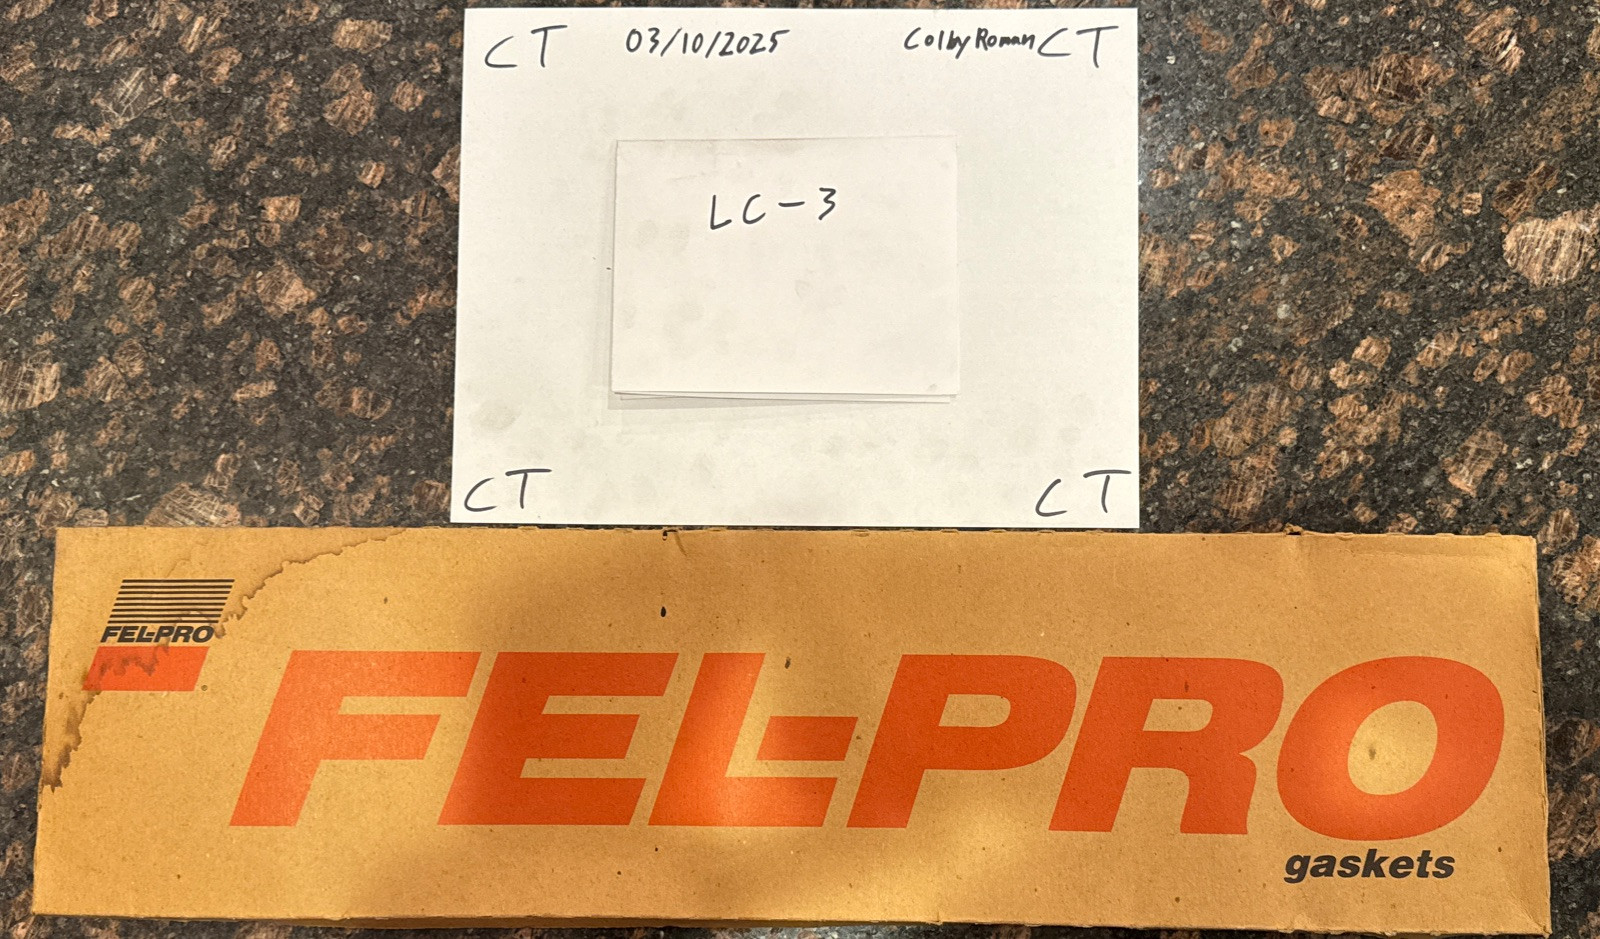 CT 03/10/2025 Colby Roman CT
LC-3
CT CT
FEL-PRO
FEL-PRO
gaskets